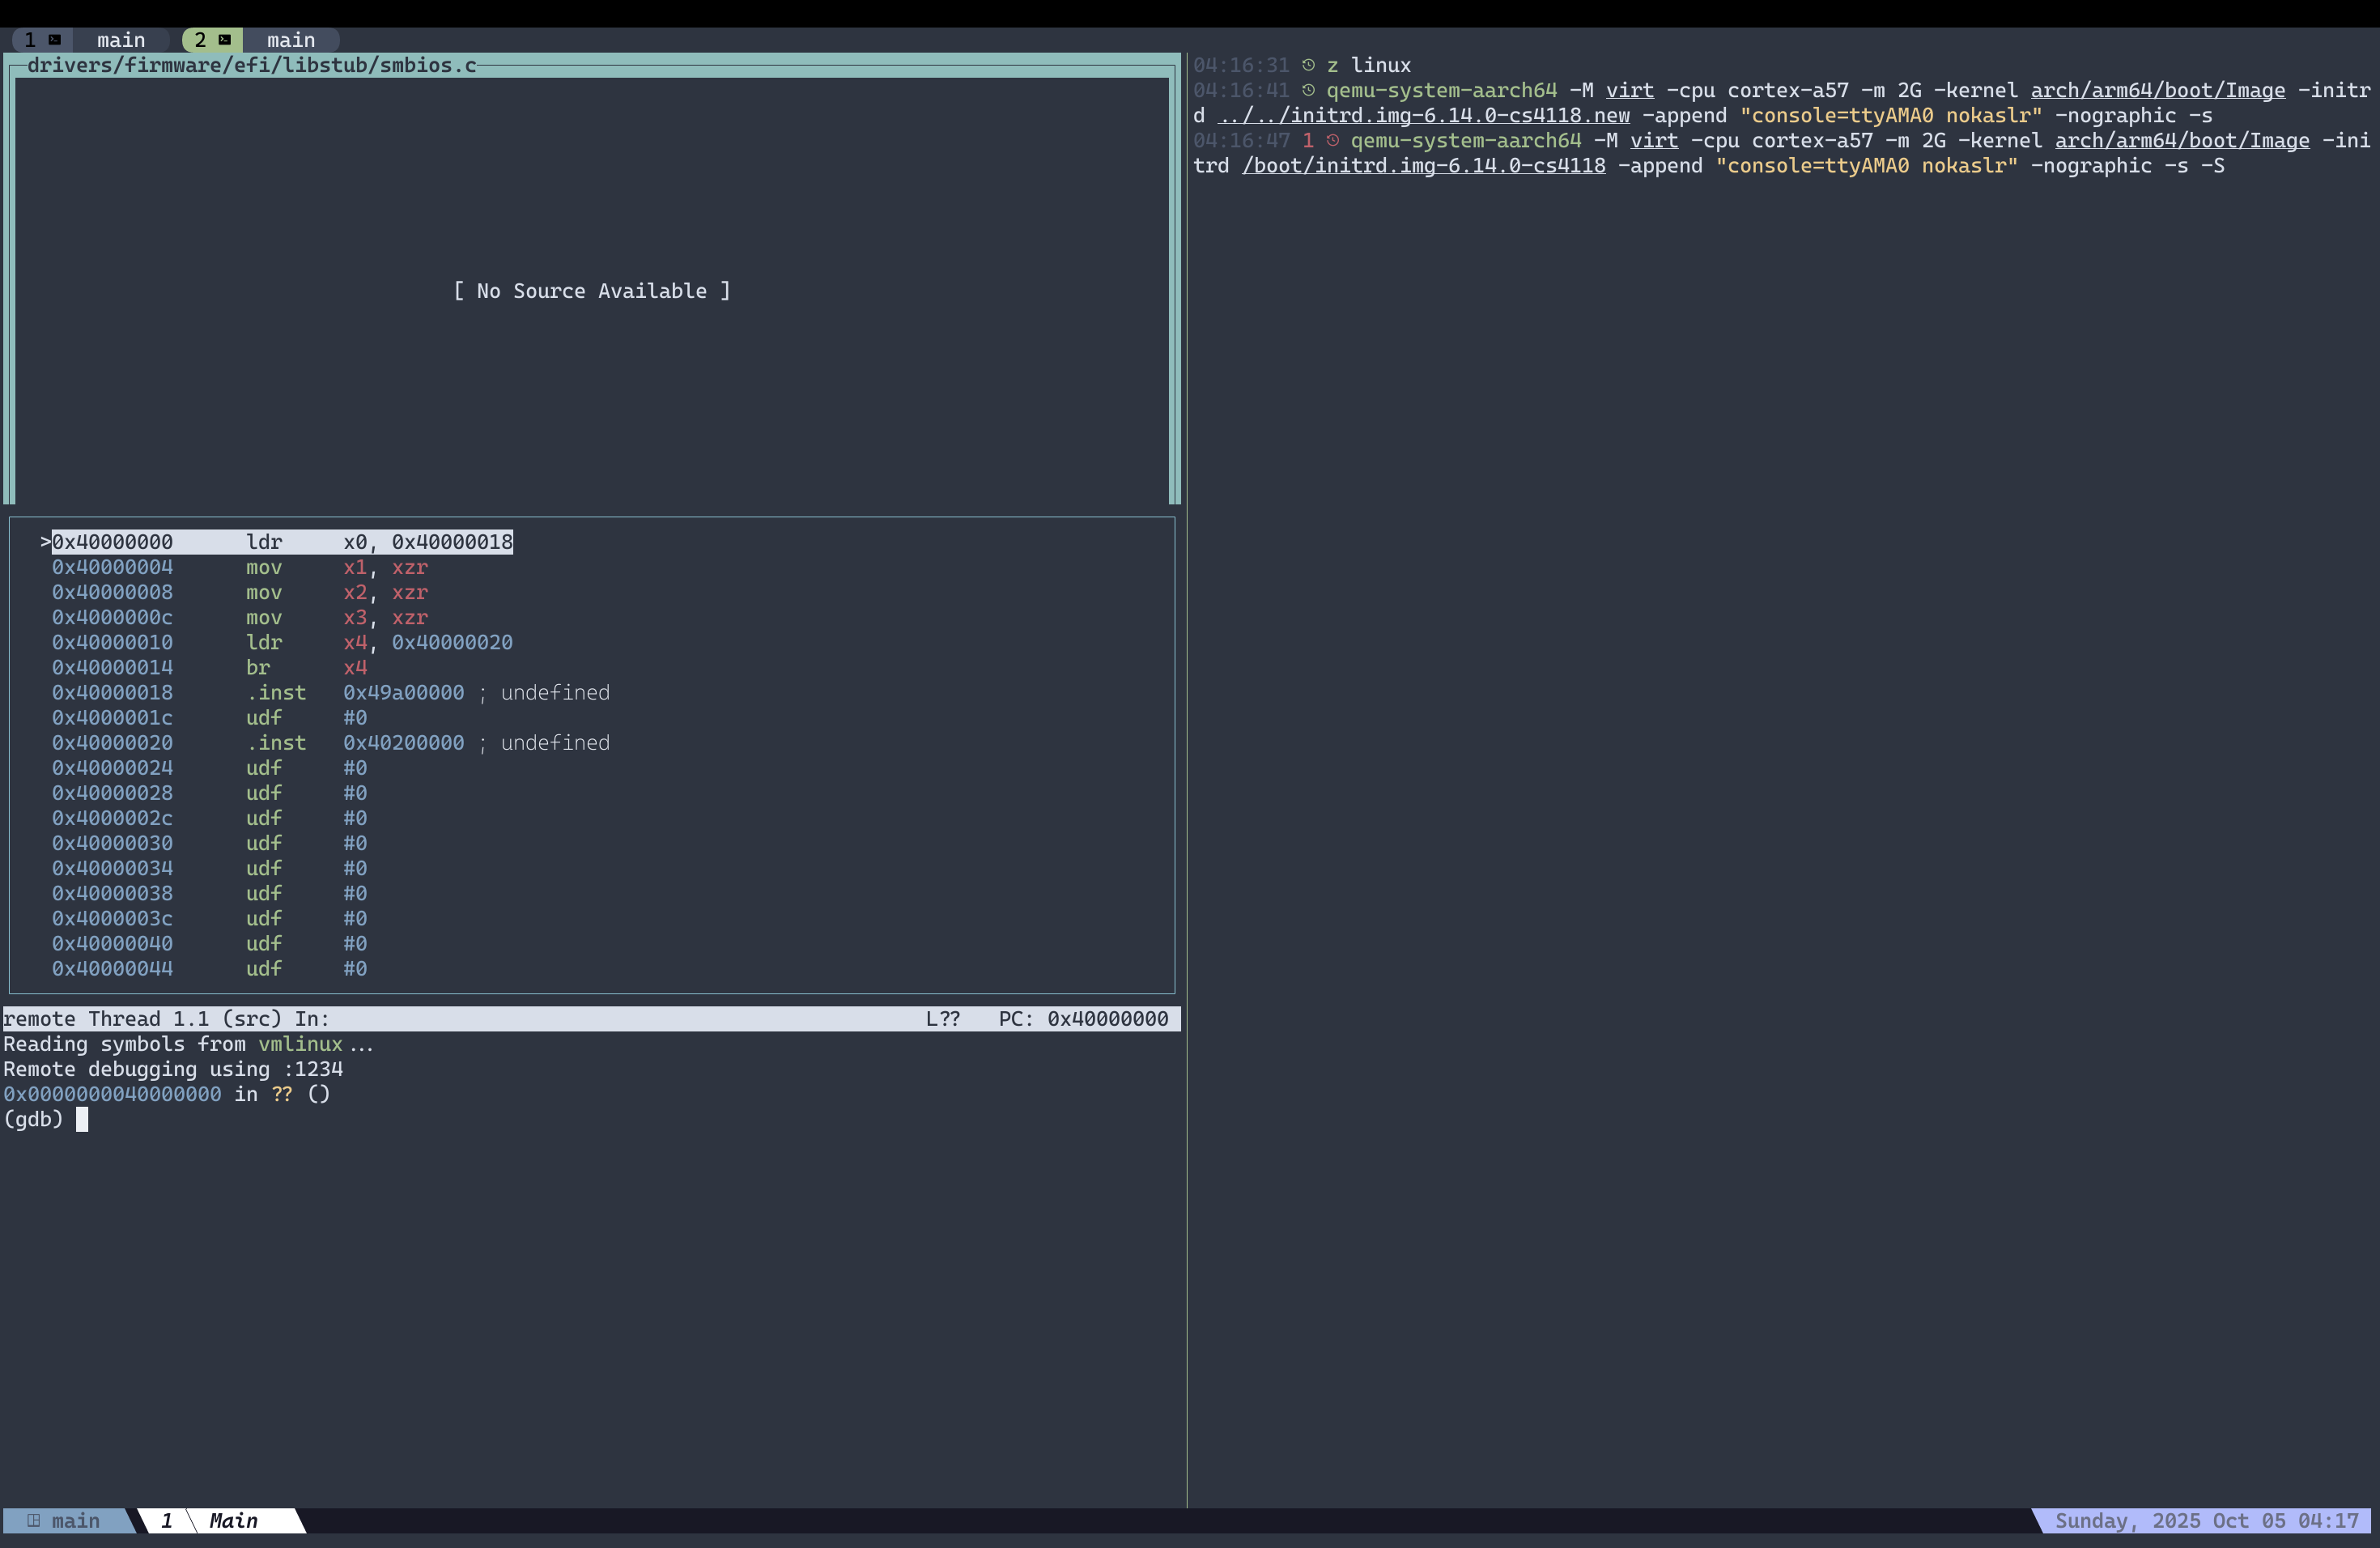 1 main 2 main
drivers/firmware/efi/libstub/smbios.c
[ No Source Available ]
>0x40000000 ldr x0, 0x40000018
0x40000004 mov x1, xzr
0x40000008 mov x2, xzr
0x4000000c mov x3, xzr
0x40000010 ldr x4, 0x40000020
0x40000014 br x4
0x40000018 .inst 0x49a00000 ; undefined
0x4000001c udf #0
0x40000020 .inst 0x40200000 ; undefined
0x40000024 udf #0
0x40000028 udf #0
0x4000002c udf #0
0x40000030 udf #0
0x40000034 udf #0
0x40000038 udf #0
0x4000003c udf #0
0x40000040 udf #0
0x40000044 udf #0
remote Thread 1.1 (src) In: L?? PC: 0x40000000
Reading symbols from vmlinux...
Remote debugging using :1234
0x0000000040000000 in ?? ()
(gdb)
04:16:31 z linux
04:16:41 qemu-system-aarch64 -M virt -cpu cortex-a57 -m 2G -kernel arch/arm64/boot/Image -initr
d ../../initrd.img-6.14.0-cs4118.new -append "console=ttyAMA0 nokaslr" -nographic -s
04:16:47 1 qemu-system-aarch64 -M virt -cpu cortex-a57 -m 2G -kernel arch/arm64/boot/Image -ini
trd /boot/initrd.img-6.14.0-cs4118 -append "console=ttyAMA0 nokaslr" -nographic -s -S
main 1 Main Sunday, 2025 Oct 05 04:17